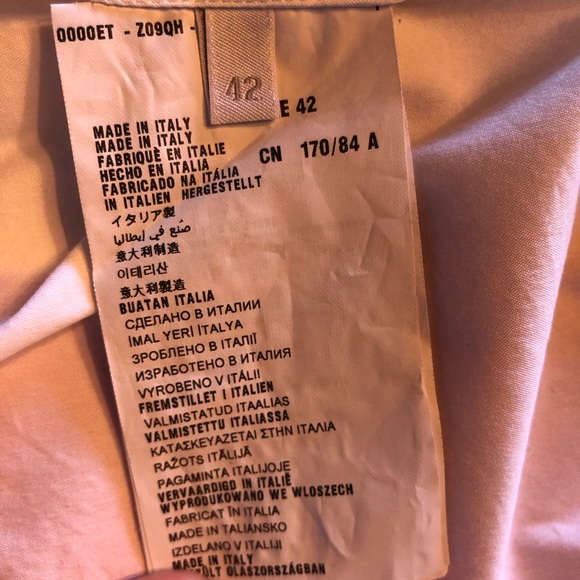 0000ET - Z09QH -
42
E 42
CN 170/84 A
MADE IN ITALY
MADE IN ITALY
FABRIQUÉ EN ITALIE
HECHO EN ITALIA
FABRICADO NA ITÁLIA
IN ITALIEN HERGESTELLT
イタリア製
صنع في إيطاليا
意大利制造
이태리산
意大利製造
BUATAN ITALIA
СДЕЛАНО В ИТАЛИИ
İMAL YERİ İTALYA
ЗРОБЛЕНО В ІТАЛІЇ
ИЗРАБОТЕНО В ИТАЛИЯ
VYROBENO V ITÁLII
FREMSTILLET I ITALIEN
VALMISTATUD ITAALIAS
VALMISTETTU ITALIASSA
ΚΑΤΑΣΚΕΥΑΖΕΤΑΙ ΣΤΗΝ ΙΤΑΛΙΑ
RAŽOTS ITĀLIJĀ
PAGAMINTA ITALIJOJE
VERVAARDIGD IN ITALIË
WYPRODUKOWANO WE WLOSZECH
FABRICAT ÎN ITALIA
MADE IN TALIANSKO
IZDELANO V ITALIJI
MADE IN ITALY
OLASZORSZÁGBAN